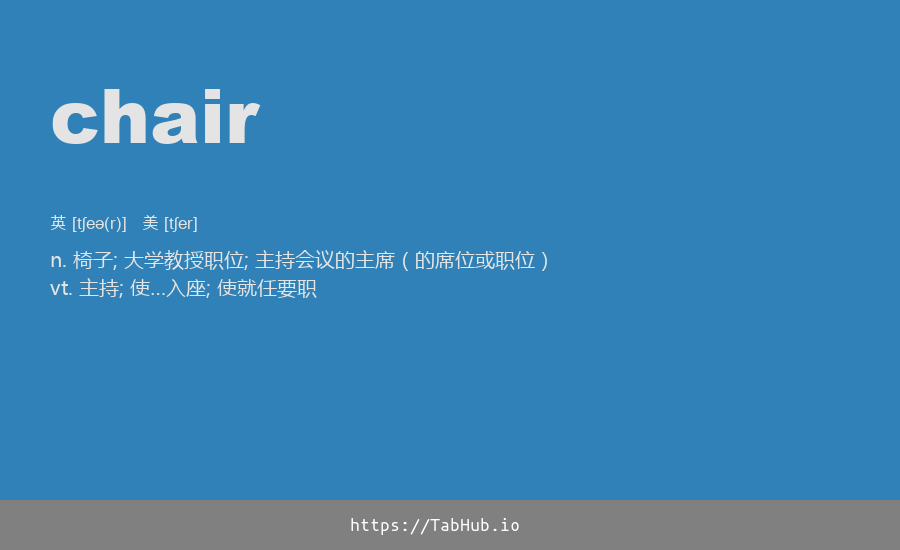 chair
英 [tʃeə(r)] 美 [tʃer]
n. 椅子; 大学教授职位; 主持会议的主席（的席位或职位）
vt. 主持; 使…入座; 使就任要职
https://TabHub.io